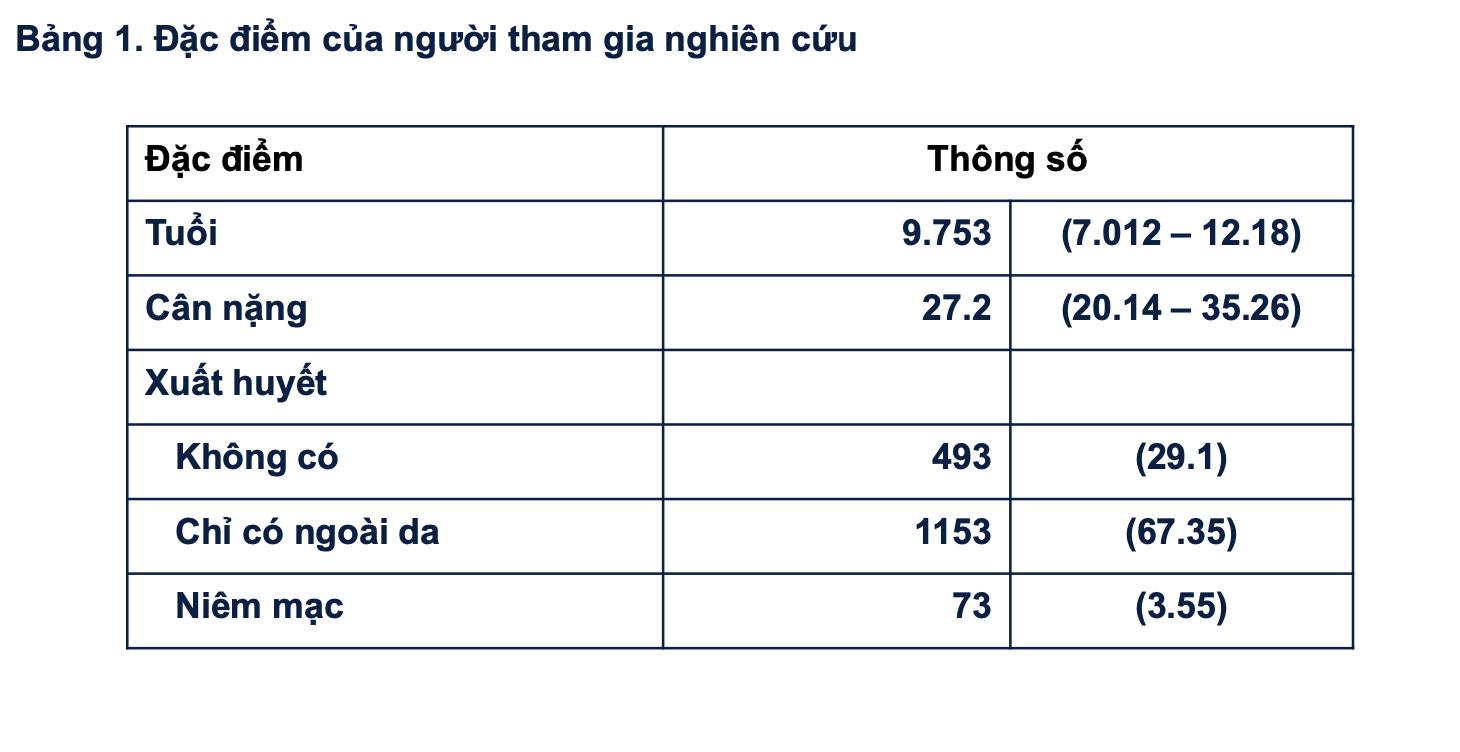 Bảng 1. Đặc điểm của người tham gia nghiên cứu
Đặc điểm Thông số
Tuổi 9.753 (7.012 – 12.18)
Cân nặng 27.2 (20.14 – 35.26)
Xuất huyết
Không có 493 (29.1)
Chỉ có ngoài da 1153 (67.35)
Niêm mạc 73 (3.55)